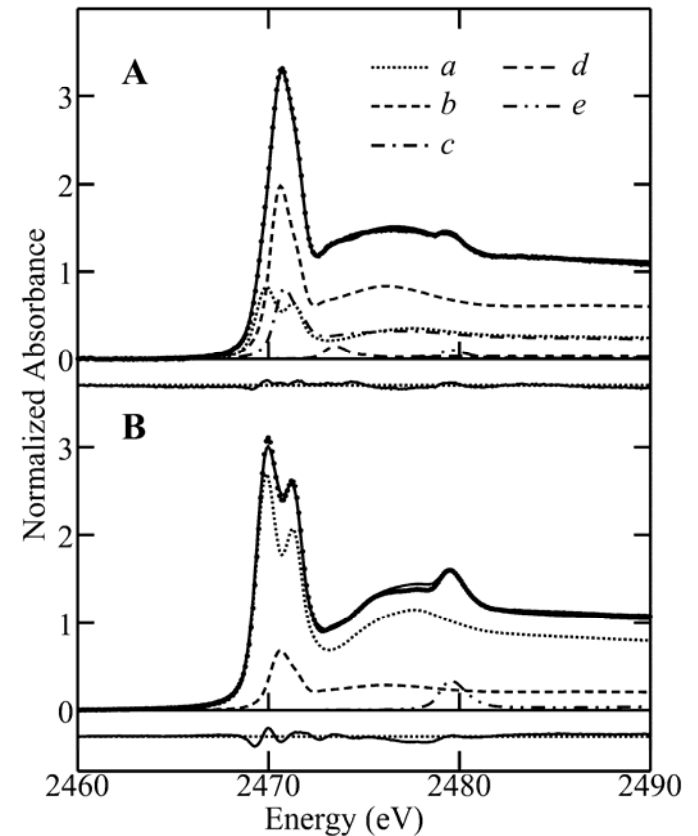 A
a
d
b
e
c
3
2
1
0
Normalized Absorbance
B
3
2
1
0
2460 2470 2480 2490
Energy (eV)